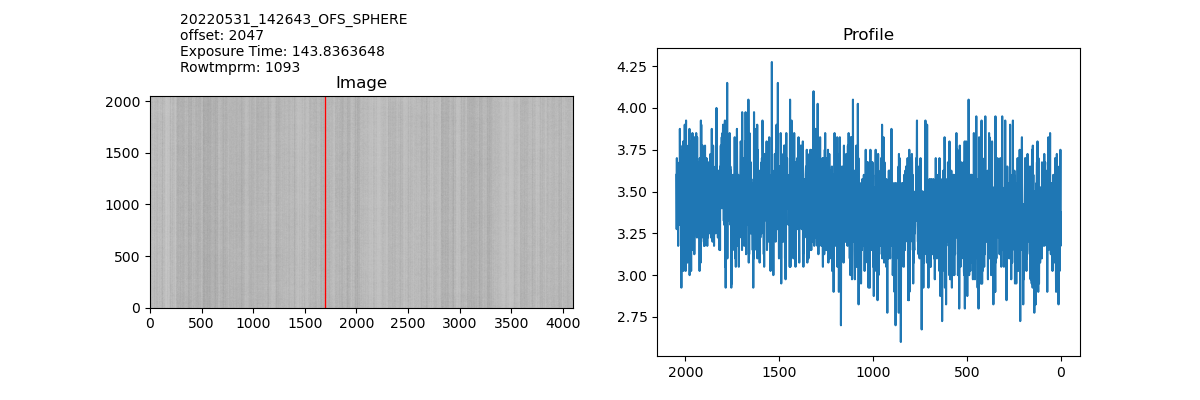 20220531_142643_OFS_SPHERE
offset: 2047
Exposure Time: 143.8363648
Rowtmprm: 1093
Image
2000
1500
1000
500
0
0 500 1000 1500 2000 2500 3000 3500 4000
Profile
4.25
4.00
3.75
3.50
3.25
3.00
2.75
2000 1500 1000 500 0